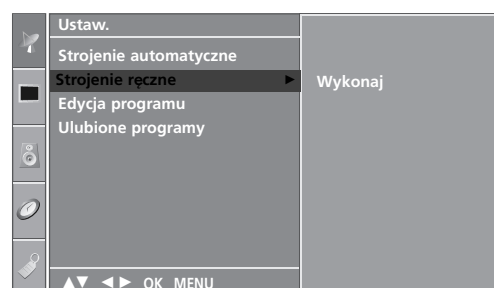 Ustaw.
Strojenie automatyczne
Strojenie ręczne ► Wykonaj
Edycja programu
Ulubione programy
▲▼ ◄► OK MENU